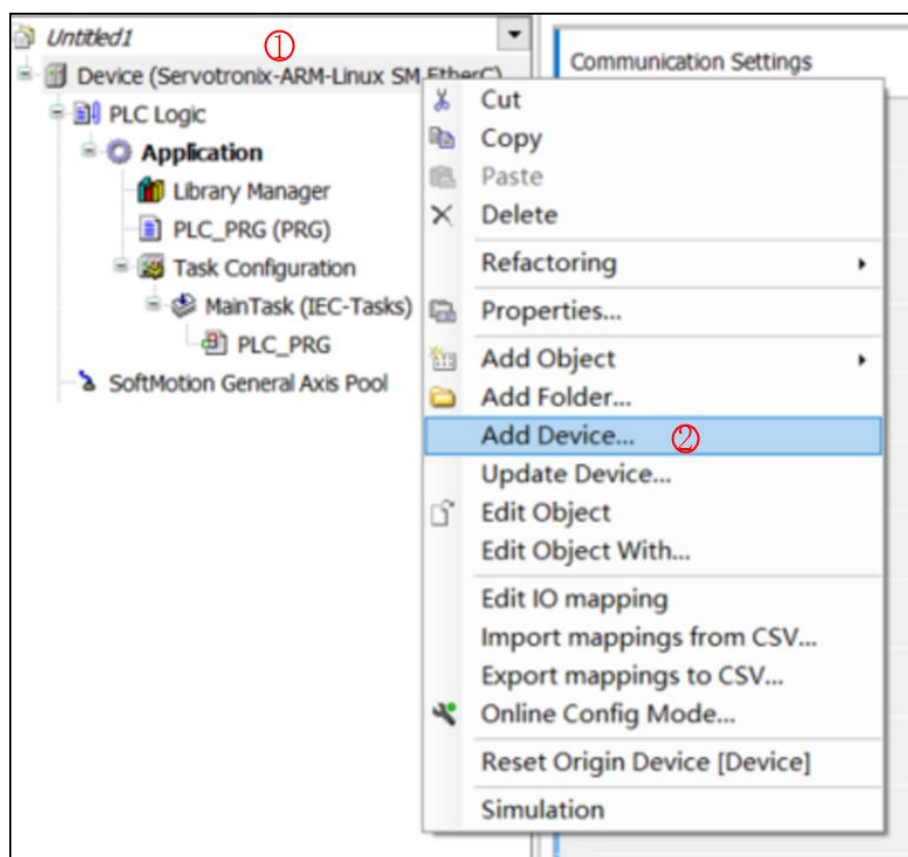 Untitled1
①
Device (Servotronix-ARM-Linux SM EtherC)
PLC Logic
Application
Library Manager
PLC_PRG (PRG)
Task Configuration
MainTask (IEC-Tasks)
PLC_PRG
SoftMotion General Axis Pool
Communication Settings
Cut
Copy
Paste
Delete
Refactoring
Properties...
Add Object
Add Folder...
Add Device... ②
Update Device...
Edit Object
Edit Object With...
Edit IO mapping
Import mappings from CSV...
Export mappings to CSV...
Online Config Mode...
Reset Origin Device [Device]
Simulation